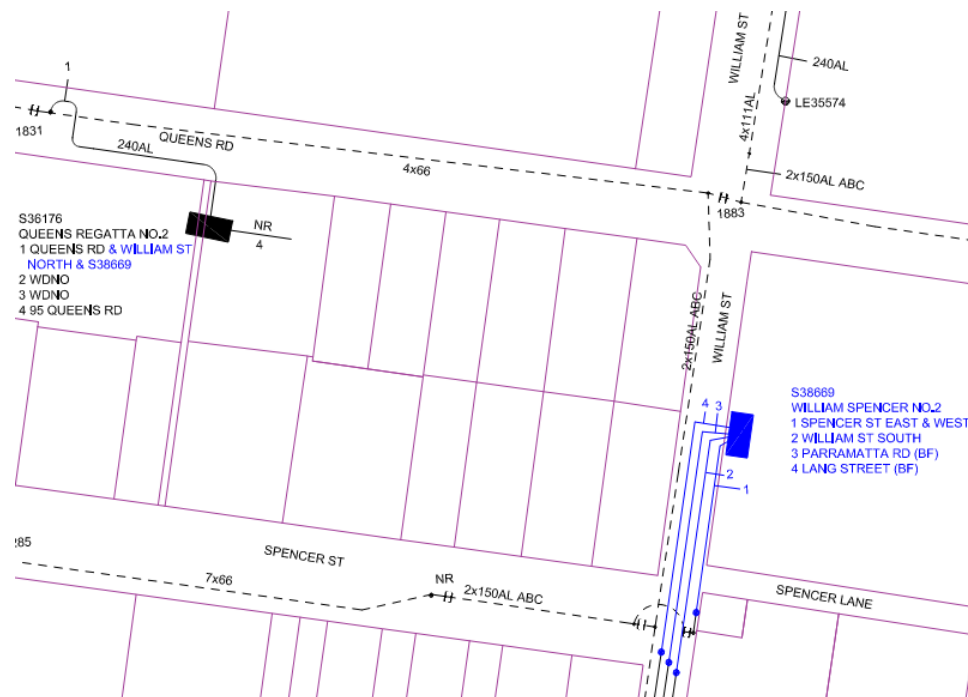 WILLIAM ST
240AL
LE35574
4x111AL
2x150AL ABC
1
1831
QUEENS RD
240AL
4x66
1883
S36176
QUEENS REGATTA NO.2
1 QUEENS RD & WILLIAM ST
NORTH & S38669
2 WDNO
3 WDNO
4 95 QUEENS RD
NR
4
2x150AL ABC
WILLIAM ST
S38669
WILLIAM SPENCER NO.2
1 SPENCER ST EAST & WEST
2 WILLIAM ST SOUTH
3 PARRAMATTA RD (BF)
4 LANG STREET (BF)
4 3
2
1
285
SPENCER ST
7x66
NR
2x150AL ABC
SPENCER LANE